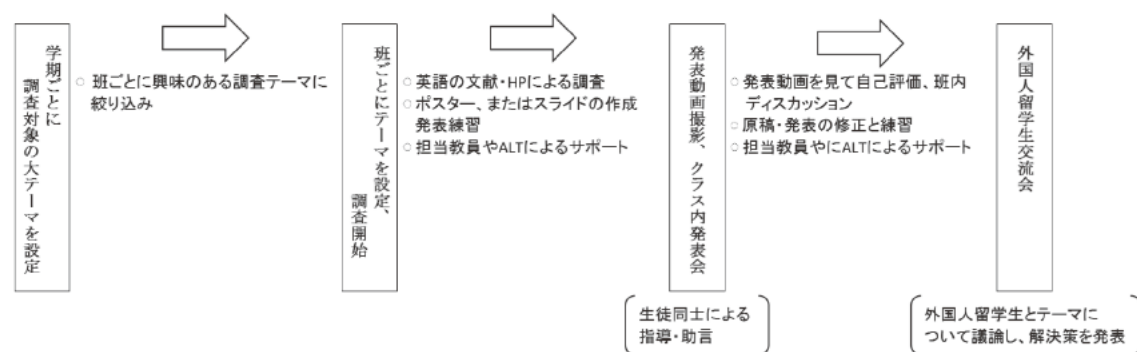 学期ごとに
調査対象の大テーマを設定
○ 班ごとに興味のある調査テーマに
絞り込み
班ごとにテーマを設定、
調査開始
○ 英語の文献・HPによる調査
○ ポスター、またはスライドの作成
発表練習
○ 担当教員やALTによるサポート
発表動画撮影、クラス内発表会
生徒同士による
指導・助言
○ 発表動画を見て自己評価、班内
ディスカッション
○ 原稿・発表の修正と練習
○ 担当教員やにALTによるサポート
外国人留学生交流会
外国人留学生とテーマに
ついて議論し、解決策を発表